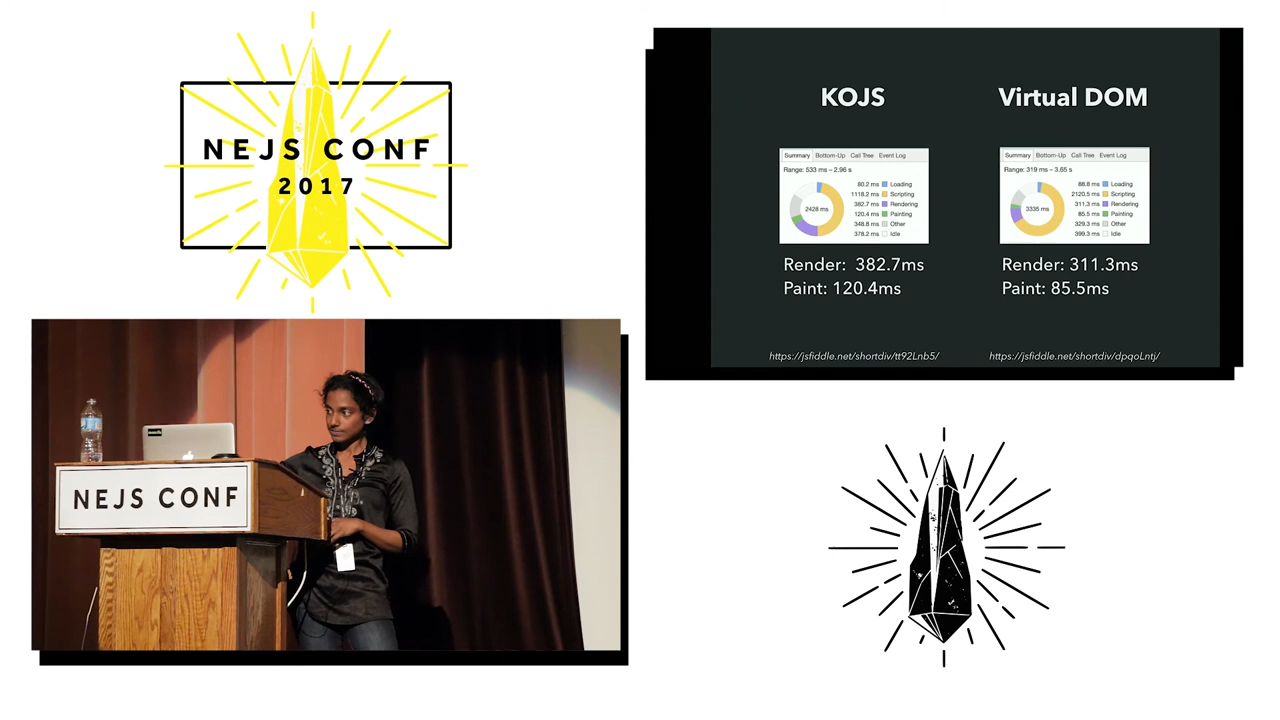 NEJS CONF
2017
KOJS
Virtual DOM
Summary Bottom-Up Call Tree Event Log
Range: 533 ms – 2.96 s
2428 ms
80.2 ms Loading
1118.2 ms Scripting
382.7 ms Rendering
120.4 ms Painting
348.8 ms Other
378.2 ms Idle
Render: 382.7ms
Paint: 120.4ms
https://jsfiddle.net/shortdiv/tt92Lnb5/
Summary Bottom-Up Call Tree Event Log
Range: 319 ms – 3.65 s
3335 ms
88.8 ms Loading
2120.5 ms Scripting
311.3 ms Rendering
85.5 ms Painting
329.3 ms Other
399.3 ms Idle
Render: 311.3ms
Paint: 85.5ms
https://jsfiddle.net/shortdiv/dpqoLntj/
NEJS CONF